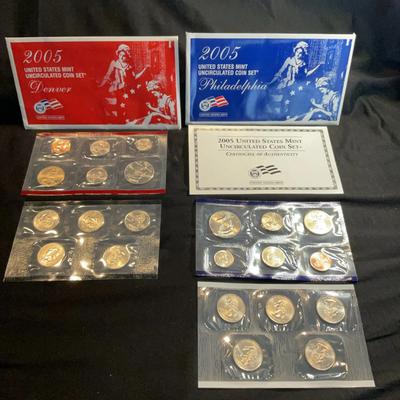 2005
UNITED STATES MINT
UNCIRCULATED COIN SET®
Denver
2005
UNITED STATES MINT
UNCIRCULATED COIN SET®
Philadelphia
2005 UNITED STATES MINT
UNCIRCULATED COIN SET™
CERTIFICATE OF AUTHENTICITY